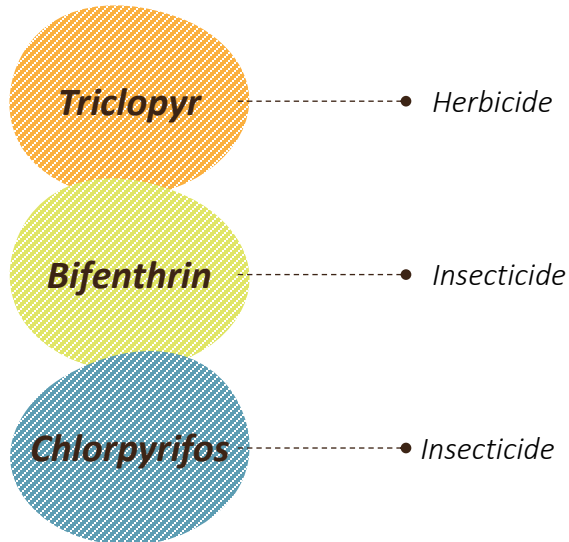 Triclopyr Herbicide
Bifenthrin Insecticide
Chlorpyrifos Insecticide